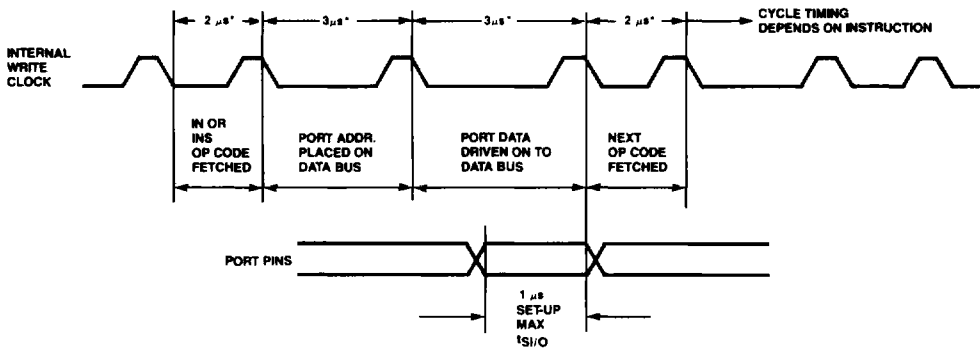 2 μs* 3μs* 3μs* 2 μs* CYCLE TIMING
DEPENDS ON INSTRUCTION
INTERNAL
WRITE
CLOCK
IN OR
INS
OP CODE
FETCHED
PORT ADDR.
PLACED ON
DATA BUS
PORT DATA
DRIVEN ON TO
DATA BUS
NEXT
OP CODE
FETCHED
PORT PINS
1 μs
SET-UP
MAX
tSI/O